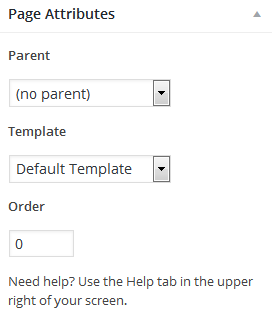 Page Attributes
Parent
(no parent)
Template
Default Template
Order
0
Need help? Use the Help tab in the upper
right of your screen.